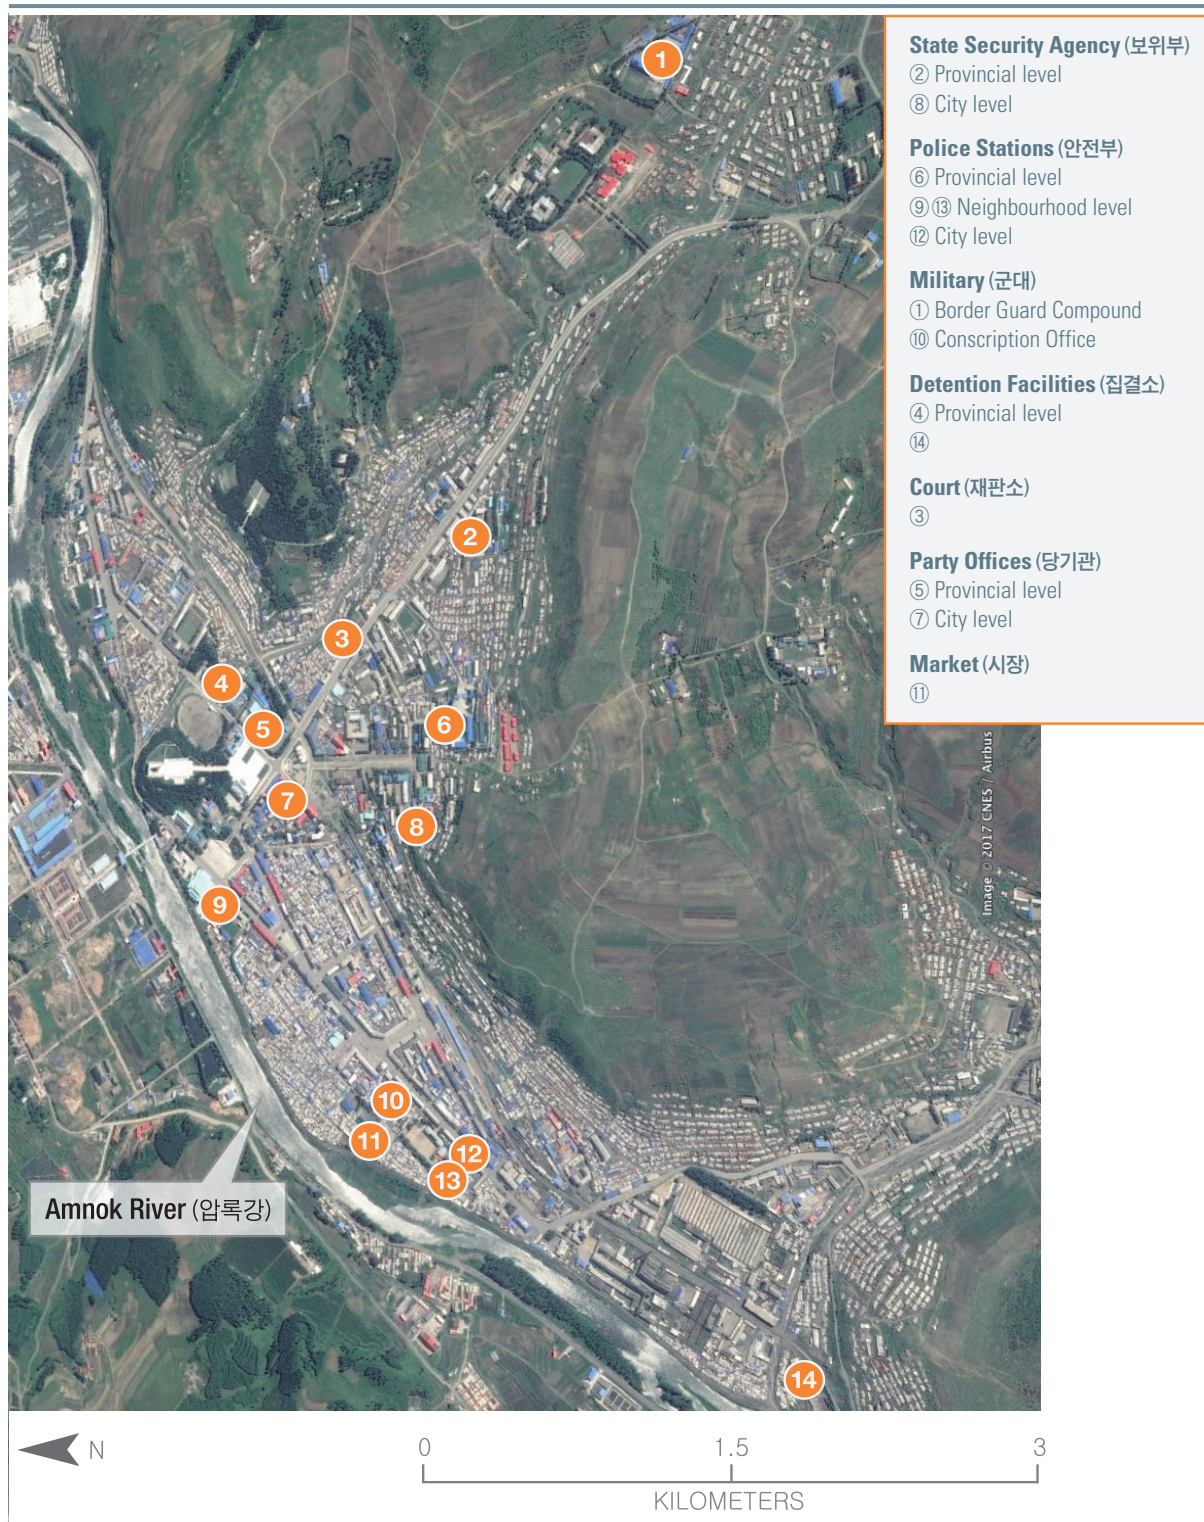 State Security Agency (보위부)
② Provincial level
⑧ City level
Police Stations (안전부)
⑥ Provincial level
⑨⑬ Neighbourhood level
⑫ City level
Military (군대)
① Border Guard Compound
⑩ Conscription Office
Detention Facilities (집결소)
④ Provincial level
⑭
Court (재판소)
③
Party Offices (당기관)
⑤ Provincial level
⑦ City level
Market (시장)
⑪
1
2
3
4
5
6
7
8
9
10
11
12
13
14
Image © 2017 CNES / Airbus
Amnok River (압록강)
N
0 1.5 3
KILOMETERS